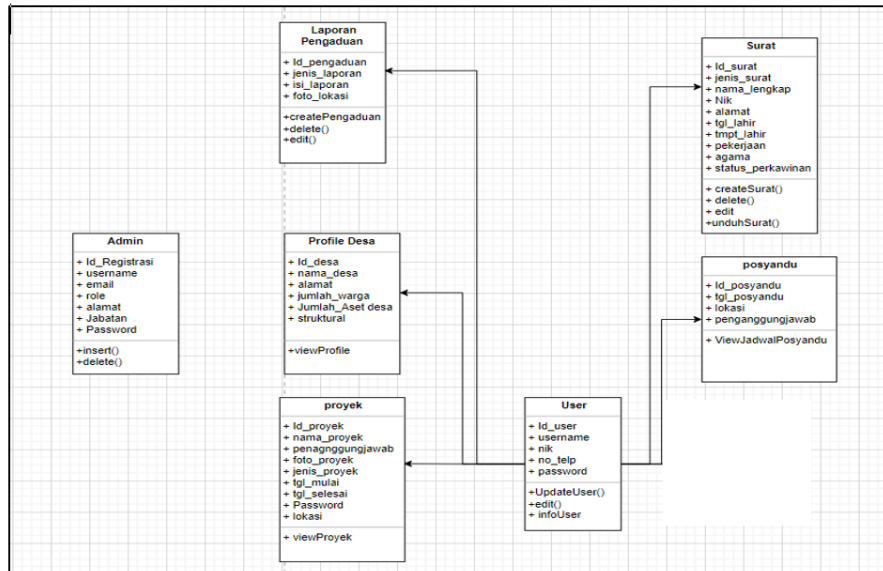 Laporan
Pengaduan
+ Id_pengaduan
+ jenis_laporan
+ isi_laporan
+ foto_lokasi
+createPengaduan
+delete()
+edit()
Surat
+ Id_surat
+ jenis_surat
+ nama_lengkap
+ Nik
+ alamat
+ tgl_lahir
+ tmpt_lahir
+ pekerjaan
+ agama
+ status_perkawinan
+ createSurat()
+ delete()
+ edit
+unduhSurat()
Admin
+ Id_Registrasi
+ username
+ email
+ role
+ alamat
+ Jabatan
+ Password
+insert()
+delete()
Profile Desa
+ Id_desa
+ nama_desa
+ alamat
+ jumlah_warga
+ Jumlah_Aset desa
+ struktural
+viewProfile
posyandu
+ Id_posyandu
+ tgl_posyandu
+ lokasi
+ penganggungjawab
+ ViewJadwalPosyandu
proyek
+ Id_proyek
+ nama_proyek
+ penagnggungjawab
+ foto_proyek
+ jenis_proyek
+ tgl_mulai
+ tgl_selesai
+ Password
+ lokasi
+ viewProyek
User
+ Id_user
+ username
+ nik
+ no_telp
+ password
+UpdateUser()
+edit()
+ infoUser